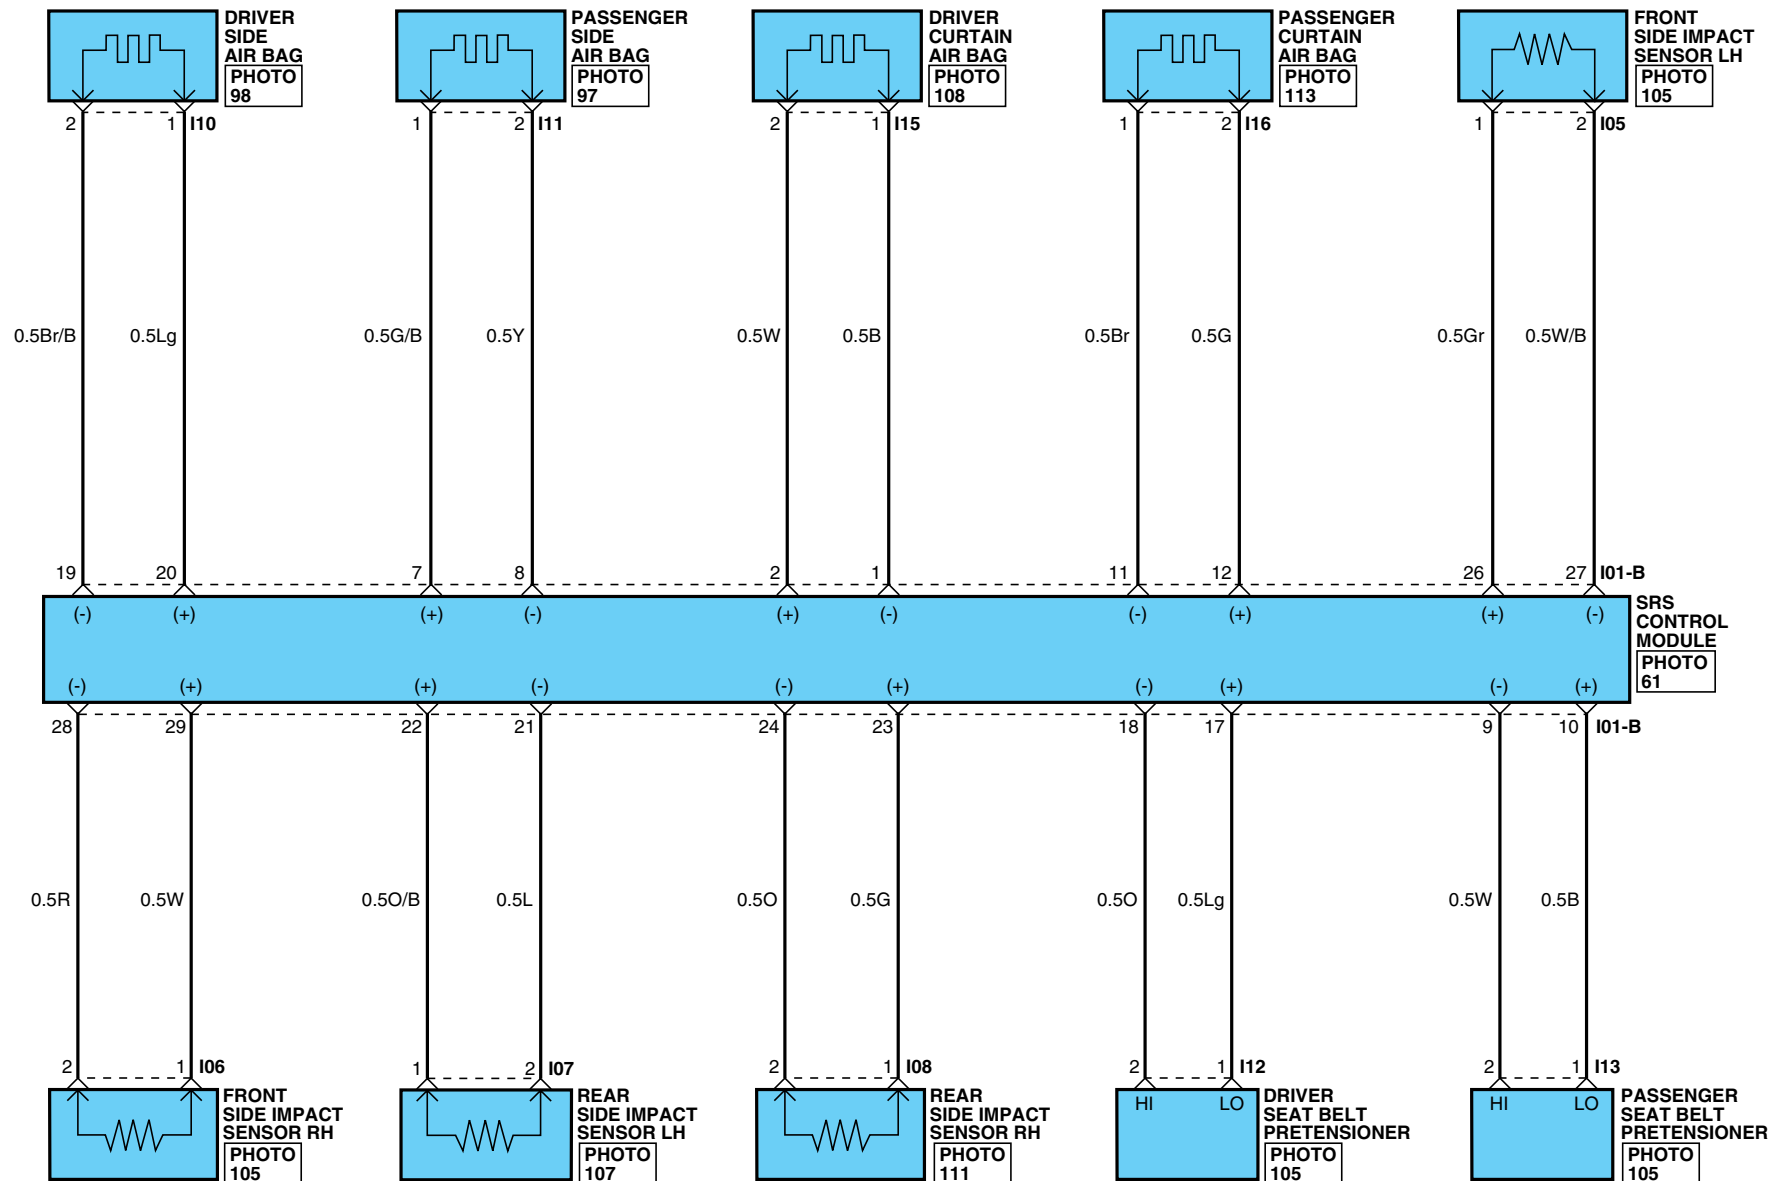 DRIVER
SIDE
AIR BAG
PHOTO
98
PASSENGER
SIDE
AIR BAG
PHOTO
97
DRIVER
CURTAIN
AIR BAG
PHOTO
108
PASSENGER
CURTAIN
AIR BAG
PHOTO
113
FRONT
SIDE IMPACT
SENSOR LH
PHOTO
105
2 1 I10
1 2 I11
2 1 I15
1 2 I16
1 2 I05
0.5Br/B 0.5Lg 0.5G/B 0.5Y 0.5W 0.5B 0.5Br 0.5G 0.5Gr 0.5W/B
19 20 7 8 2 1 11 12 26 27 I01-B
(-) (+) (+) (-) (+) (-) (-) (+) (+) (-)
SRS
CONTROL
MODULE
PHOTO
61
(-) (+) (+) (-) (-) (+) (-) (+) (-) (+)
28 29 22 21 24 23 18 17 9 10 I01-B
0.5R 0.5W 0.5O/B 0.5L 0.5O 0.5G 0.5O 0.5Lg 0.5W 0.5B
2 1 I06
1 2 I07
2 1 I08
2 1 I12
2 1 I13
FRONT
SIDE IMPACT
SENSOR RH
PHOTO
105
REAR
SIDE IMPACT
SENSOR LH
PHOTO
107
REAR
SIDE IMPACT
SENSOR RH
PHOTO
111
HI LO
DRIVER
SEAT BELT
PRETENSIONER
PHOTO
105
HI LO
PASSENGER
SEAT BELT
PRETENSIONER
PHOTO
105